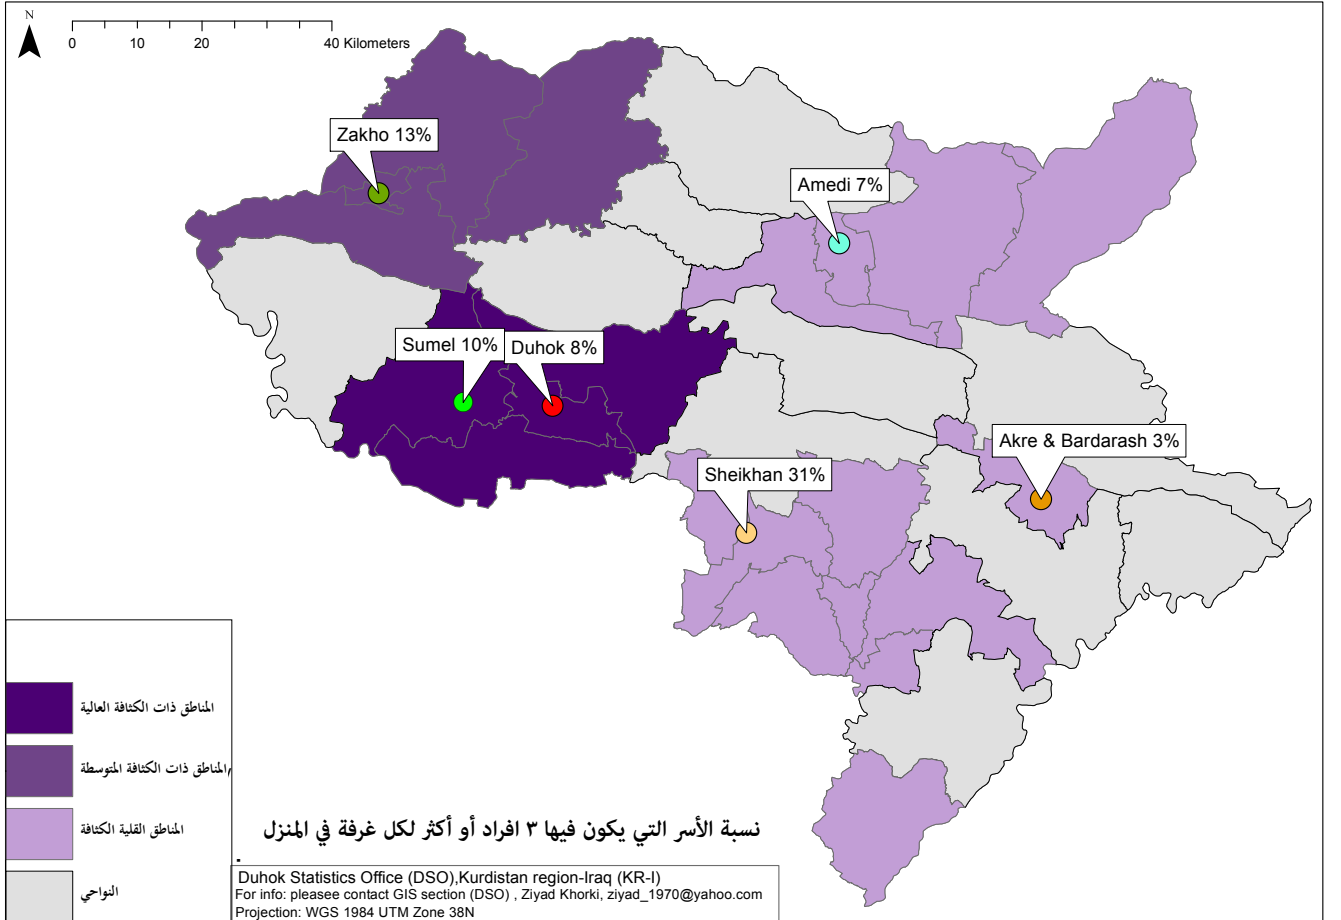 N
0 10 20 40 Kilometers
Zakho 13%
Amedi 7%
Sumel 10%
Duhok 8%
Akre & Bardarash 3%
Sheikhan 31%
المناطق ذات الكثافة العالية
المناطق ذات الكثافة المتوسطة
المناطق القلية الكثافة
النواحي
نسبة الأسر التي يكون فيها ٣ افراد أو أكثر لكل غرفة في المنزل
.
Duhok Statistics Office (DSO),Kurdistan region-Iraq (KR-I)
For info: pleasee contact GIS section (DSO) , Ziyad Khorki, ziyad_1970@yahoo.com
Projection: WGS 1984 UTM Zone 38N